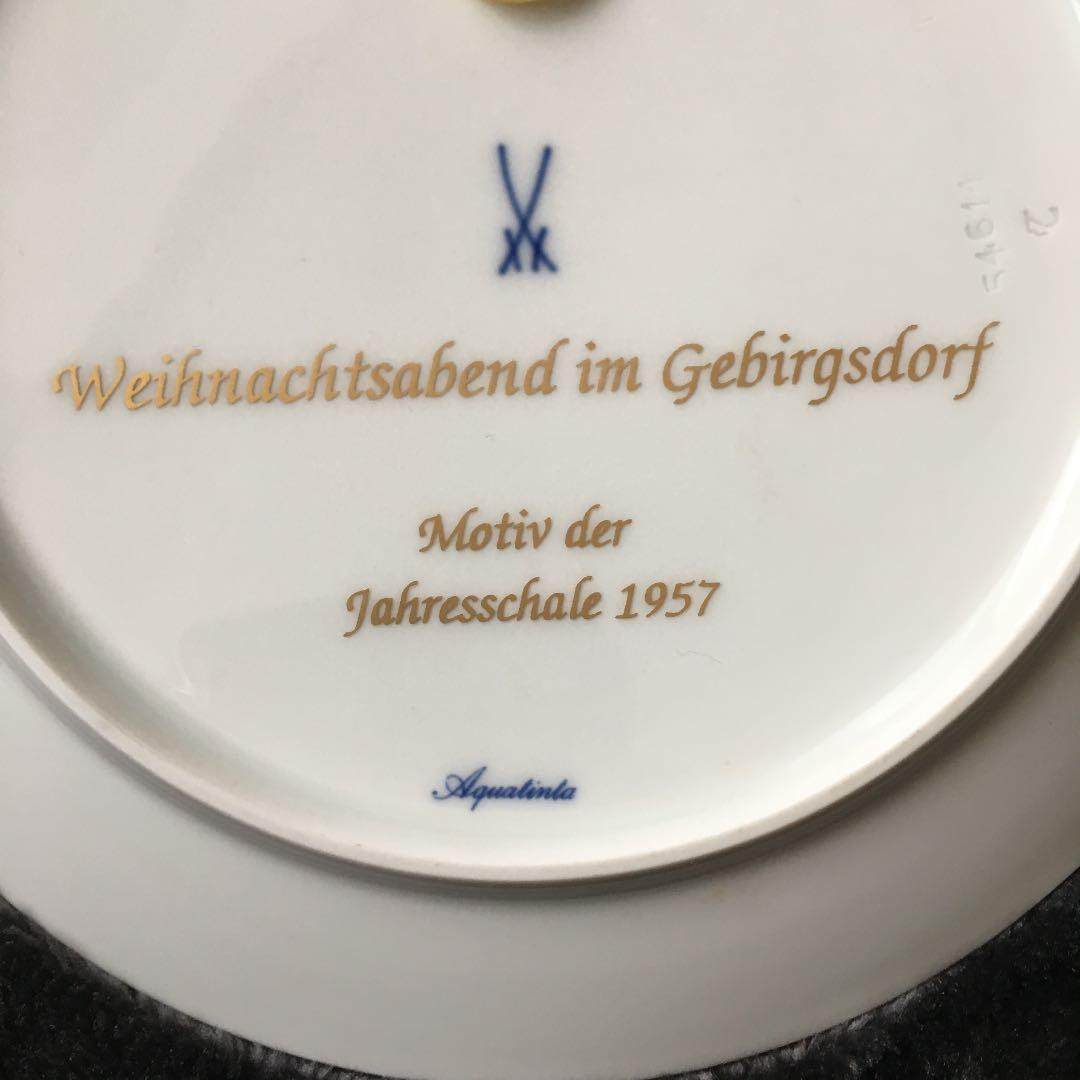 Weihnachtsabend im Gebirgsdorf
Motiv der
Jahresschale 1957
Aquatinta